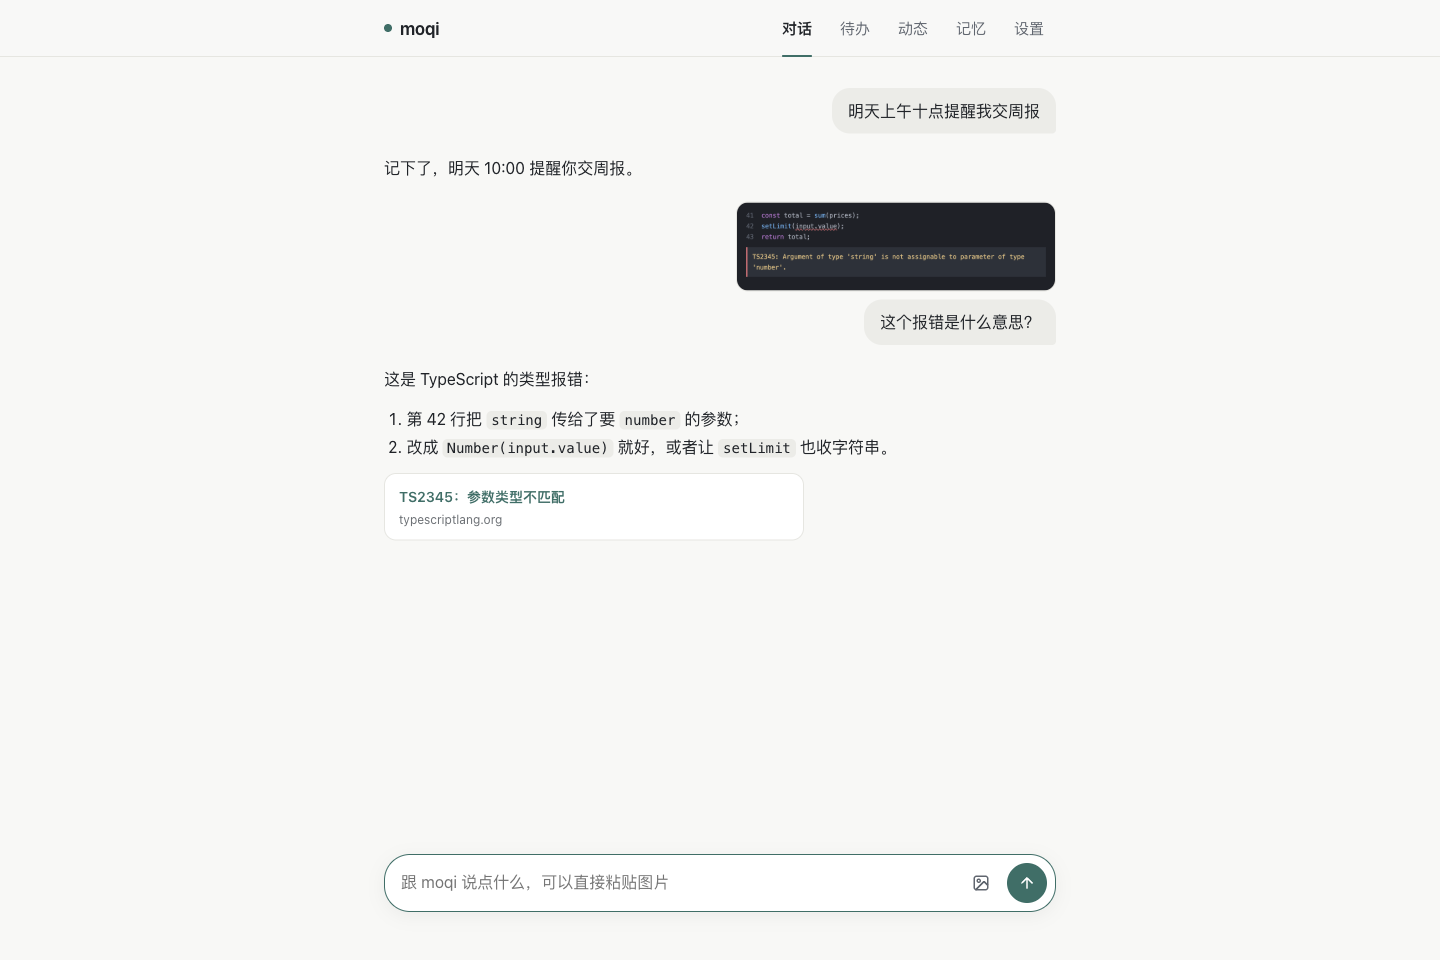 moqi
对话 待办 动态 记忆 设置
明天上午十点提醒我交周报
记下了，明天 10:00 提醒你交周报。
41 const total = sum(prices);
42 setLimit(input.value);
43 return total;
TS2345: Argument of type 'string' is not assignable to parameter of type
'number'.
这个报错是什么意思？
这是 TypeScript 的类型报错：
1. 第 42 行把 string 传给了要 number 的参数；
2. 改成 Number(input.value) 就好，或者让 setLimit 也收字符串。
TS2345：参数类型不匹配
typescriptlang.org
跟 moqi 说点什么，可以直接粘贴图片